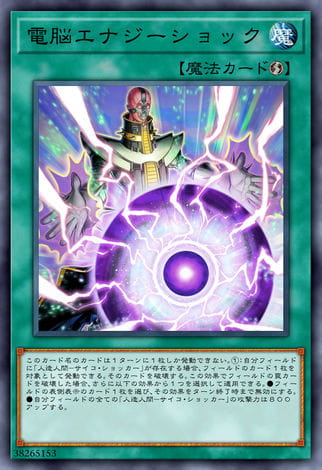 電脳エナジーショック
魔
【魔法カード】
このカード名のカードは1ターンに1枚しか発動できない。①:自分フィールド
に「人造人間-サイコ・ショッカー」が存在する場合、フィールドのカード1枚を
対象として発動できる。そのカードを破壊する。この効果でフィールドの罠カー
ドを破壊した場合、さらに以下の効果から1つを選択して適用できる。●フィー
ルドの表側表示のカード1枚を選び、その効果をターン終了時まで無効にする。
●自分フィールドの全ての「人造人間-サイコ・ショッカー」の攻撃力は800
アップする。
38265153